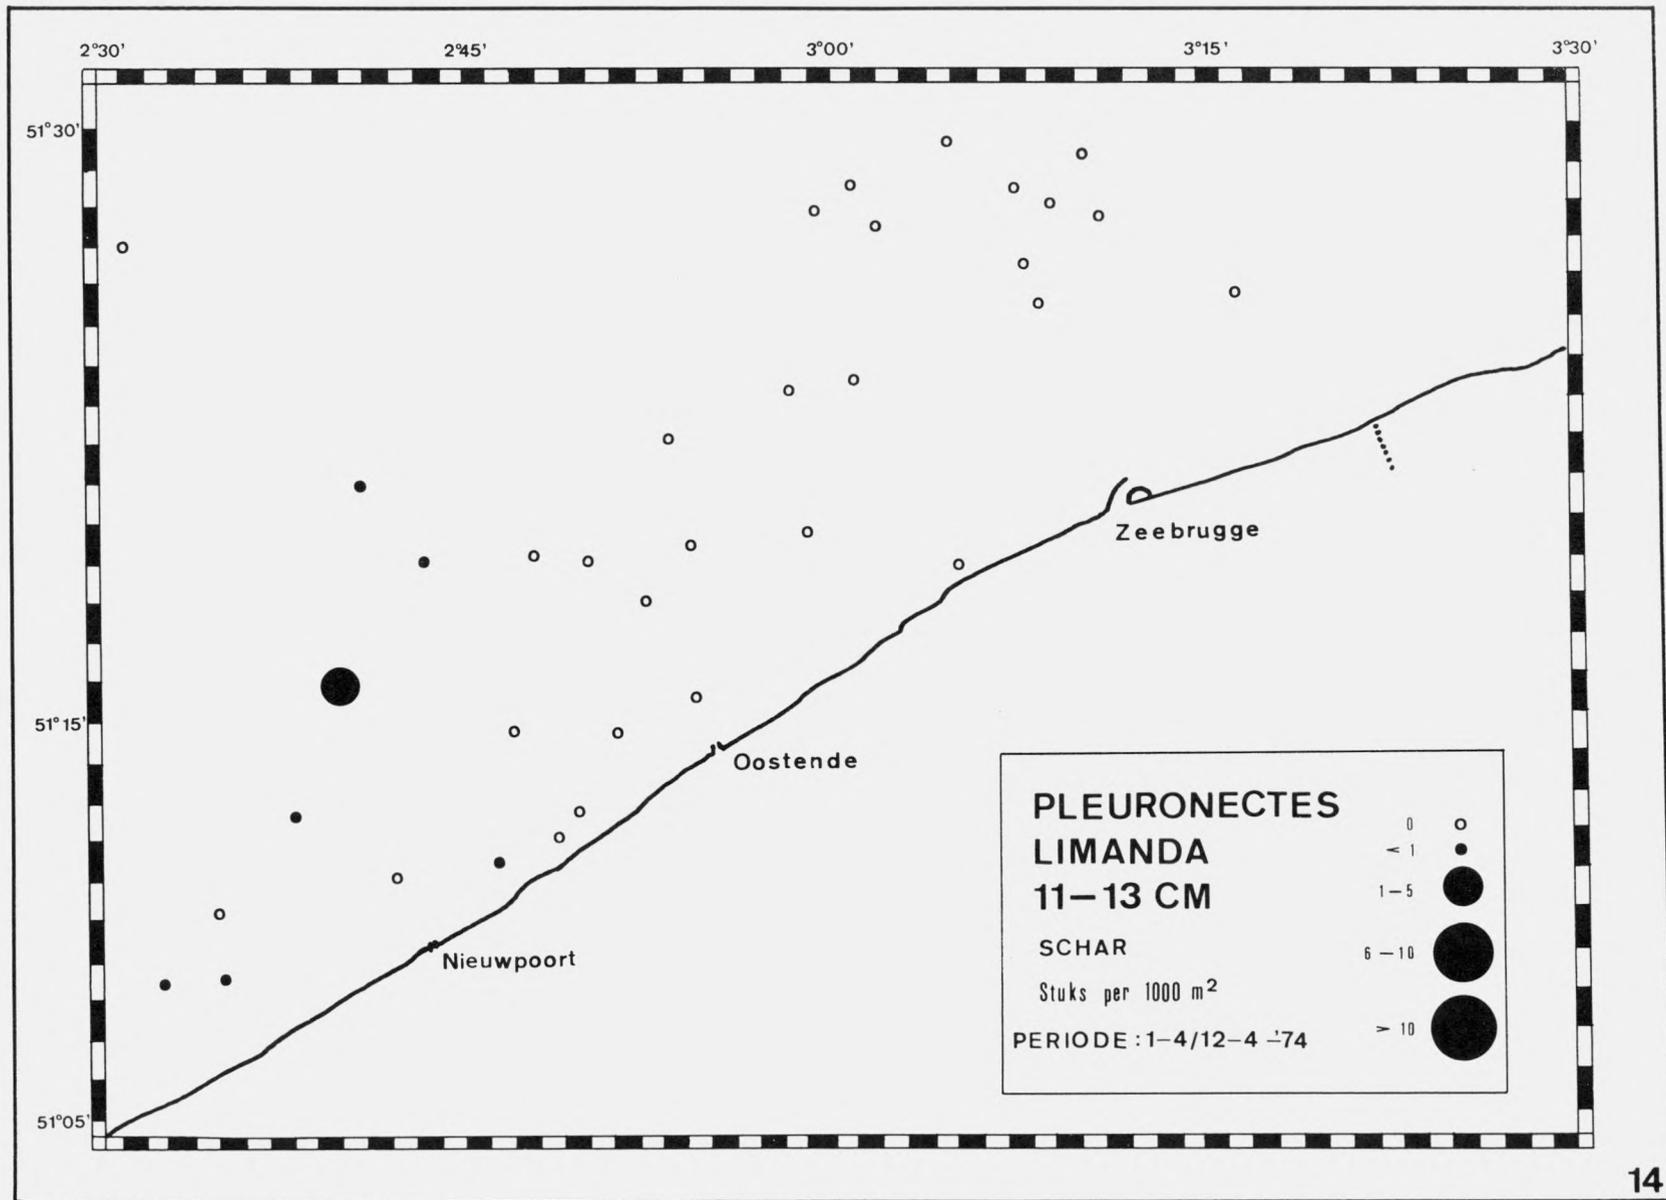 2°30' 2°45' 3°00' 3°15' 3°30'
51°30'
51°15'
51°05'
Zeebrugge
Oostende
Nieuwpoort
PLEURONECTES
LIMANDA
11–13 CM
SCHAR
Stuks per 1000 m²
PERIODE : 1–4/12–4 –'74
0
< 1
1–5
6–10
> 10
14